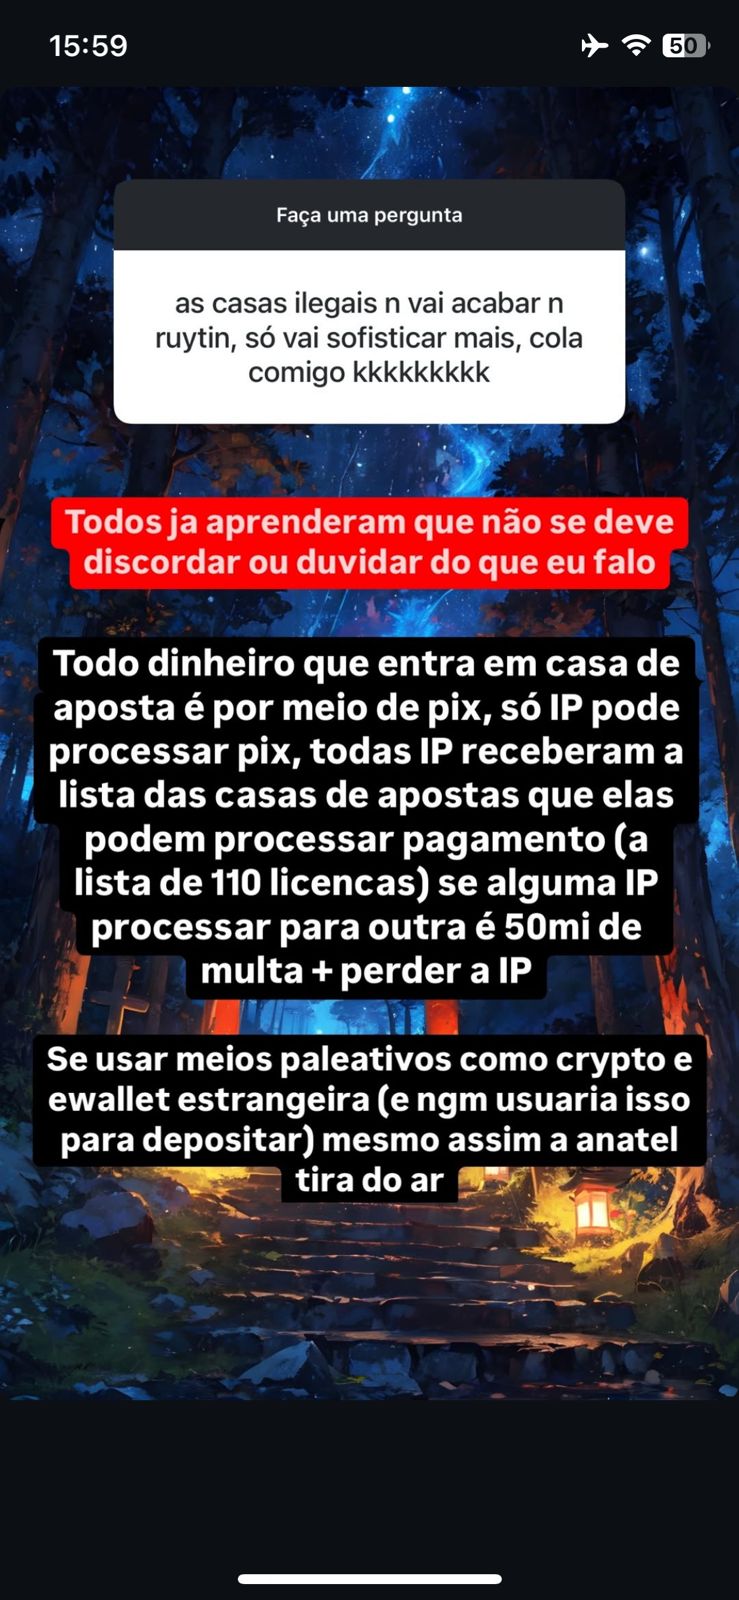 15:59
50
Faça uma pergunta
as casas ilegais n vai acabar n
ruytin, só vai sofisticar mais, cola
comigo kkkkkkkkk
Todos ja aprenderam que não se deve
discordar ou duvidar do que eu falo
Todo dinheiro que entra em casa de
aposta é por meio de pix, só IP pode
processar pix, todas IP receberam a
lista das casas de apostas que elas
podem processar pagamento (a
lista de 110 licencas) se alguma IP
processar para outra é 50mi de
multa + perder a IP
Se usar meios paleativos como crypto e
ewallet estrangeira (e ngm usuaria isso
para depositar) mesmo assim a anatel
tira do ar